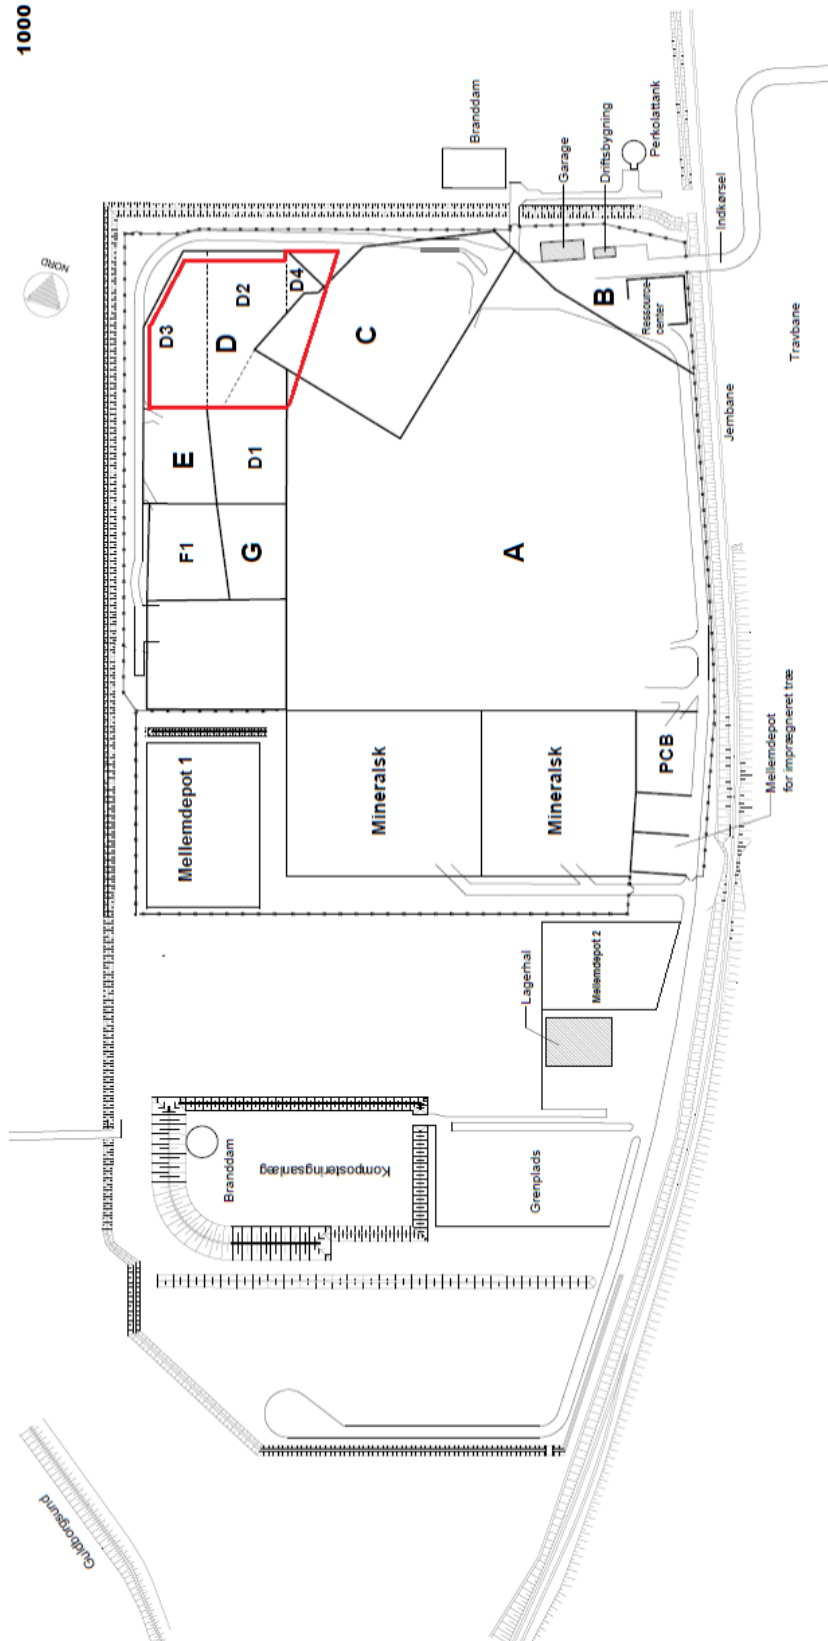 1000
NORD
Branddam
Garage
Driftsbygning
Perkolattank
Indkørsel
D3
D2
D4
D
C
B
Ressource-
center
Travbane
Jernbane
E
D1
F1
G
A
Mellemdepot 1
Mineralsk
Mineralsk
PCB
Mellemdepot
for imprægneret træ
Lagerhal
Mellemdepot 2
Branddam
Komposteringsanlæg
Grenplads
Guldborgsund